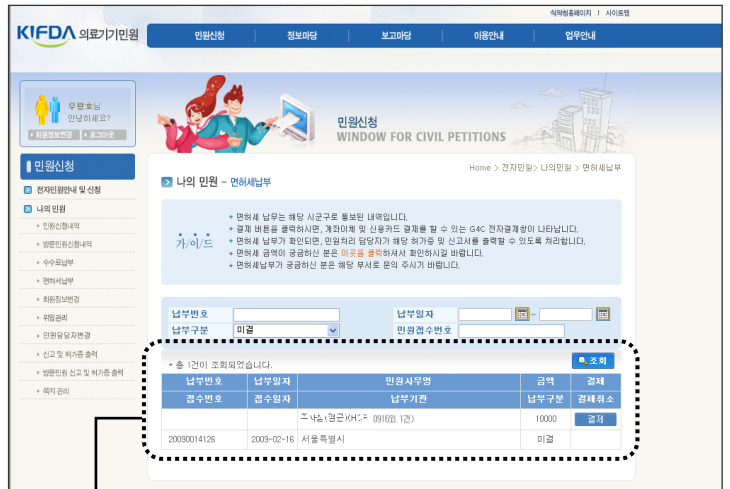 식약청홈페이지 | 사이트맵
KIFDA 의료기기민원
민원신청 정보마당 보고마당 이용안내 업무안내
우왕호님
안녕하세요?
회원정보변경 로그아웃
민원신청
WINDOW FOR CIVIL PETITIONS
민원신청
전자민원안내 및 신청
나의 민원
민원신청내역
방문민원신청내역
수수료납부
면허세납부
회원정보변경
위임관리
민원담당자변경
신고 및 허가증 출력
방문민원 신고 및 허가증 출력
쪽지 관리
Home > 전자민원> 나의민원 > 면허세납부
나의 민원 - 면허세납부
가/이/드
+ 면허세 납무는 해당 시군구로 통보된 내역입니다.
+ 결제 버튼을 클릭하시면, 계좌이체 및 신용카드 결제를 할 수 있는 G4C 전자결제창이 나타납니다.
+ 면허세 납부가 확인되면, 민원처리 담당자가 해당 허가증 및 신고서를 출력할 수 있도록 처리합니다.
+ 면허세 금액이 궁금하신 분은 이곳을 클릭하셔서 확인하시길 바랍니다.
+ 면허세납부가 궁금하신 분은 해당 부서로 문의 주시기 바랍니다.
납부번호 납부일자 ~
납부구분 미결 민원접수번호
* 총 1건이 조회되었습니다. 조회
납부번호 납부일자 민원사무명 금액 결제
접수번호 접수일자 납부기관 납부구분 결제취소
1건) 10000 결제
20090014126 2009-02-16 서울특별시 미결